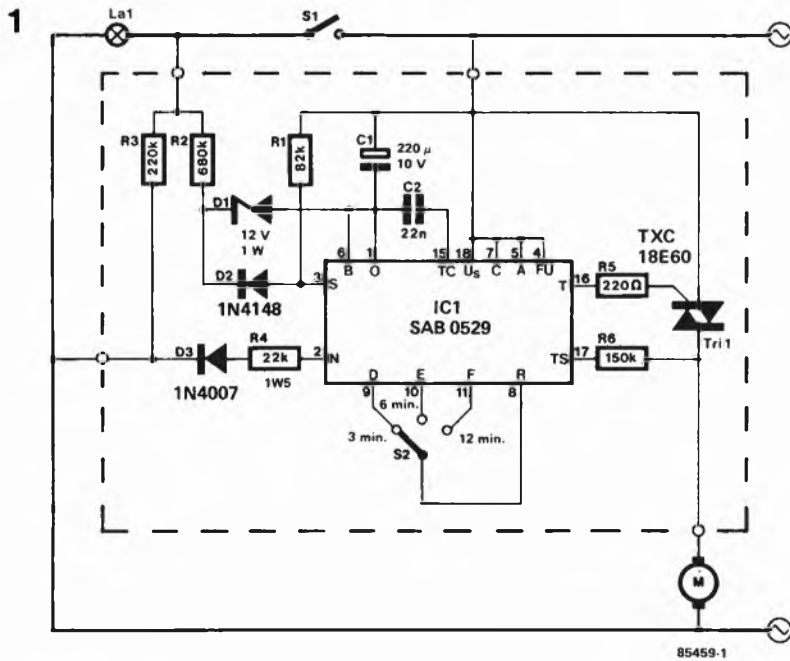 1
La1
S1
R3
220k
R2
680k
R1
82k
C1
220 µ
10 V
D1
12 V
1 W
C2
22n
D2
1N4148
6
B
1
O
15
TC
18
Us
7
C
5
A
4
FU
3
S
IC1
SAB 0529
T
16
R5
220Ω
TXC
18E60
Tri1
D3
1N4007
R4
22k
1W5
2
IN
TS
17
R6
150k
D
9
E
10
F
11
R
8
6 min.
3 min.
12 min.
S2
M
85459-1